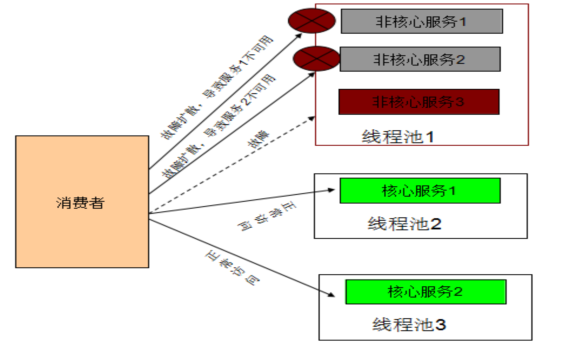 非核心服务1
故障扩散，导致服务1不可用
非核心服务2
故障扩散，导致服务2不可用
非核心服务3
故障
线程池1
消费者
核心服务1
正常访问
线程池2
正常访问
核心服务2
线程池3